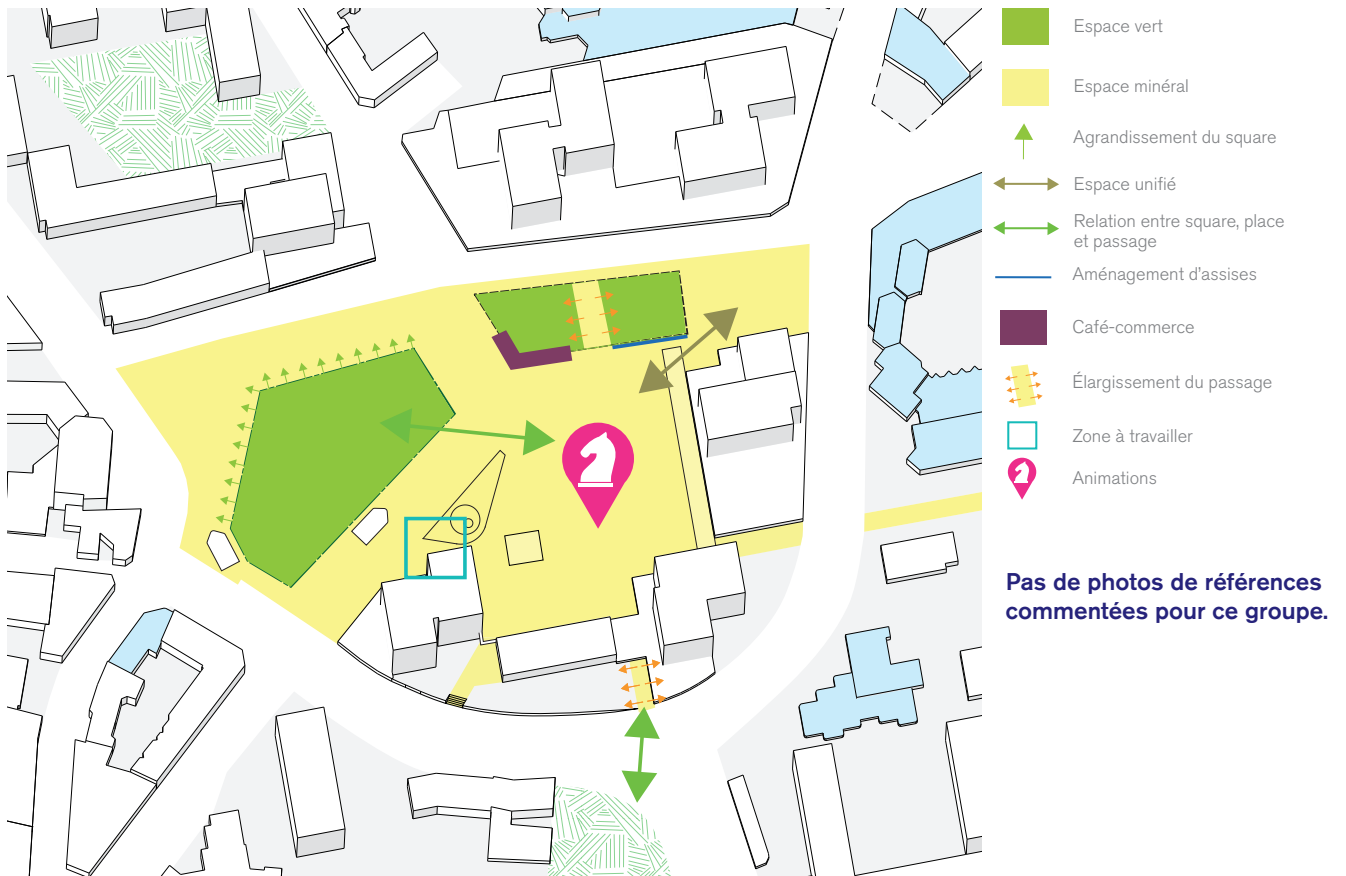 Espace vert
Espace minéral
Agrandissement du square
Espace unifié
Relation entre square, place
et passage
Aménagement d'assises
Café-commerce
Élargissement du passage
Zone à travailler
Animations
Pas de photos de références
commentées pour ce groupe.